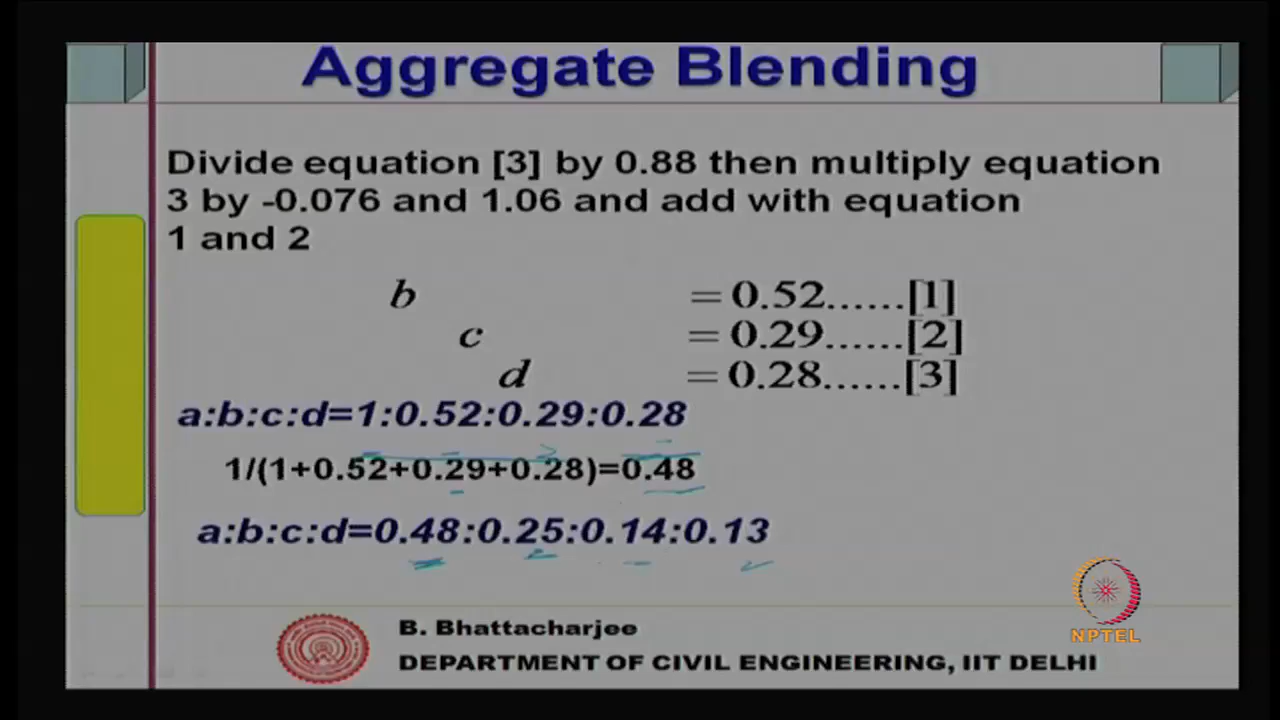 Aggregate Blending
Divide equation [3] by 0.88 then multiply equation
3 by -0.076 and 1.06 and add with equation
1 and 2
b = 0.52......[1]
c = 0.29......[2]
d = 0.28......[3]
a:b:c:d=1:0.52:0.29:0.28
1/(1+0.52+0.29+0.28)=0.48
a:b:c:d=0.48:0.25:0.14:0.13
NPTEL
B. Bhattacharjee
DEPARTMENT OF CIVIL ENGINEERING, IIT DELHI